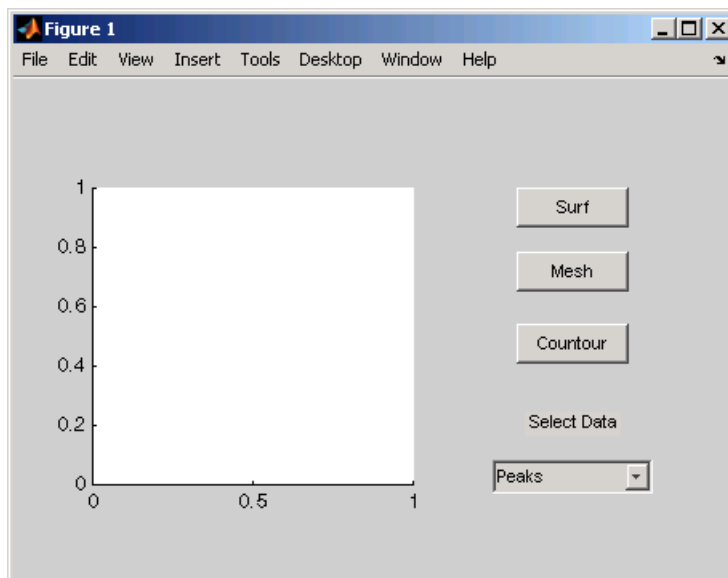 Figure 1
File Edit View Insert Tools Desktop Window Help
1
0.8
0.6
0.4
0.2
0
0 0.5 1
Surf
Mesh
Countour
Select Data
Peaks